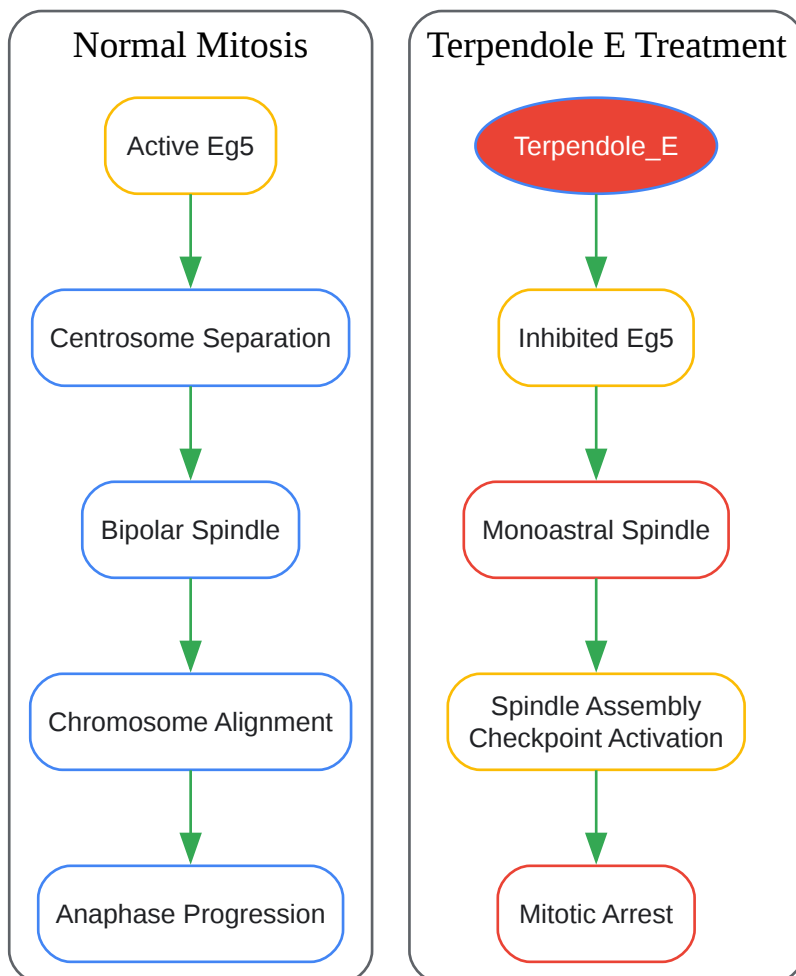 Normal Mitosis
Active Eg5
Centrosome Separation
Bipolar Spindle
Chromosome Alignment
Anaphase Progression
Terpendole E Treatment
Terpendole_E
Inhibited Eg5
Monoastral Spindle
Spindle Assembly
Checkpoint Activation
Mitotic Arrest